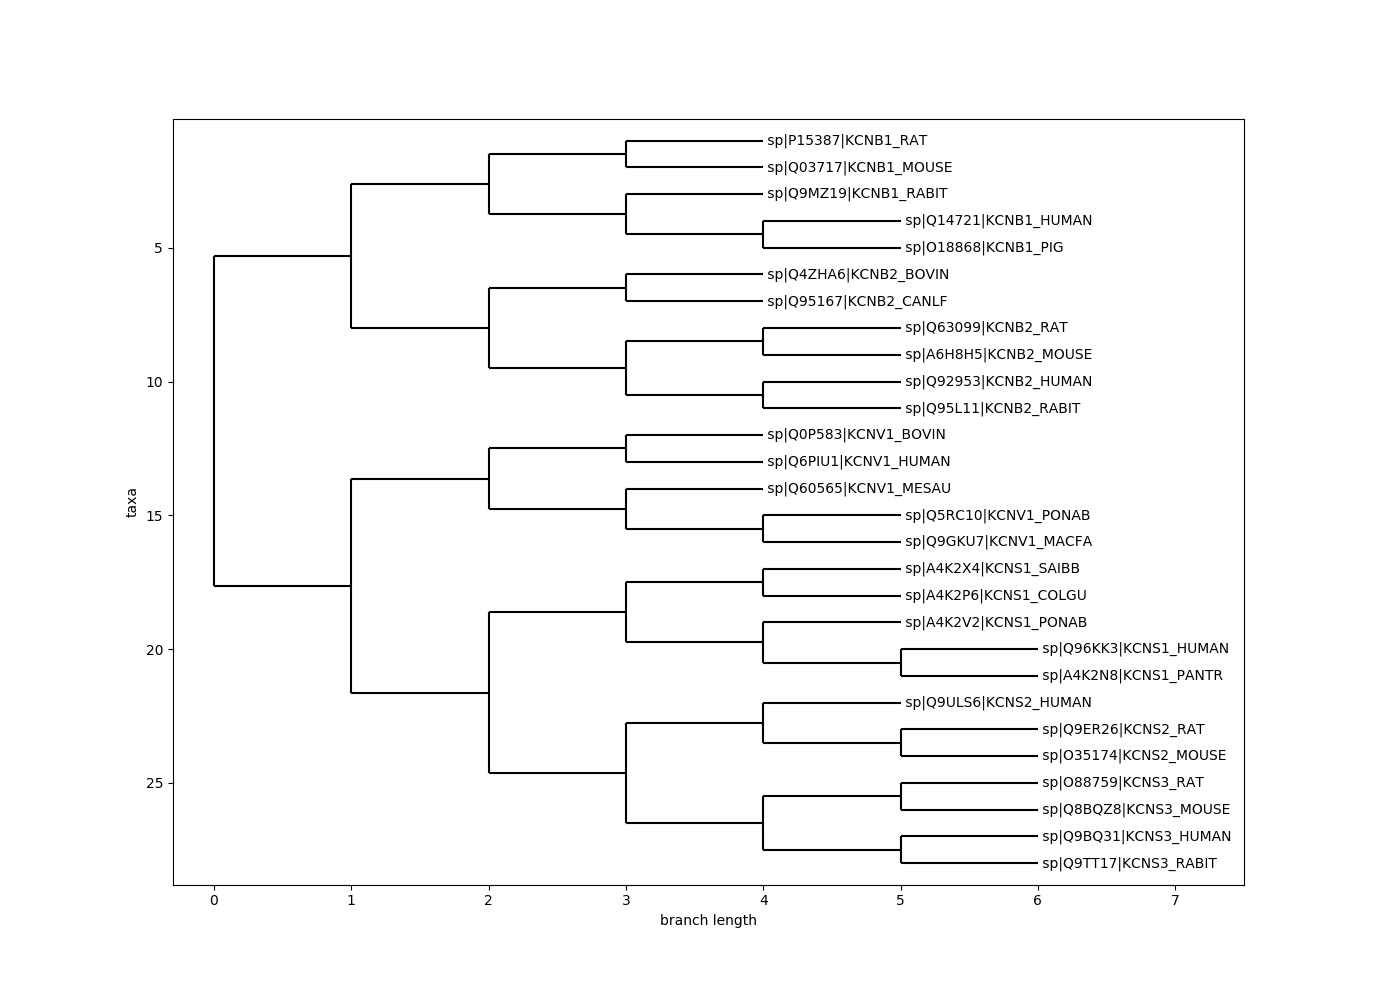 sp|P15387|KCNB1_RAT
sp|Q03717|KCNB1_MOUSE
sp|Q9MZ19|KCNB1_RABIT
sp|Q14721|KCNB1_HUMAN
5
sp|O18868|KCNB1_PIG
sp|Q4ZHA6|KCNB2_BOVIN
sp|Q95167|KCNB2_CANLF
sp|Q63099|KCNB2_RAT
sp|A6H8H5|KCNB2_MOUSE
10
sp|Q92953|KCNB2_HUMAN
sp|Q95L11|KCNB2_RABIT
sp|Q0P583|KCNV1_BOVIN
sp|Q6PIU1|KCNV1_HUMAN
sp|Q60565|KCNV1_MESAU
taxa
15
sp|Q5RC10|KCNV1_PONAB
sp|Q9GKU7|KCNV1_MACFA
sp|A4K2X4|KCNS1_SAIBB
sp|A4K2P6|KCNS1_COLGU
sp|A4K2V2|KCNS1_PONAB
20
sp|Q96KK3|KCNS1_HUMAN
sp|A4K2N8|KCNS1_PANTR
sp|Q9ULS6|KCNS2_HUMAN
sp|Q9ER26|KCNS2_RAT
sp|O35174|KCNS2_MOUSE
25
sp|O88759|KCNS3_RAT
sp|Q8BQZ8|KCNS3_MOUSE
sp|Q9BQ31|KCNS3_HUMAN
sp|Q9TT17|KCNS3_RABIT
0 1 2 3 4 5 6 7
branch length